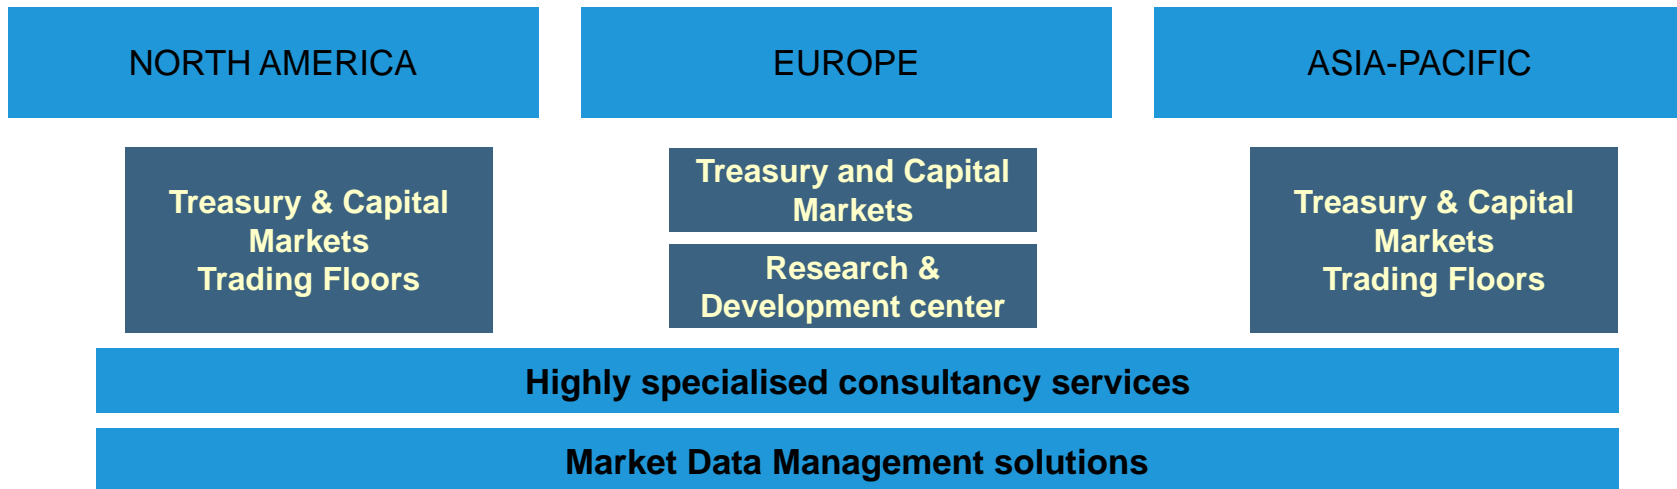 NORTH AMERICA
EUROPE
ASIA-PACIFIC
Treasury & Capital
Markets
Trading Floors
Treasury and Capital
Markets
Research &
Development center
Treasury & Capital
Markets
Trading Floors
Highly specialised consultancy services
Market Data Management solutions